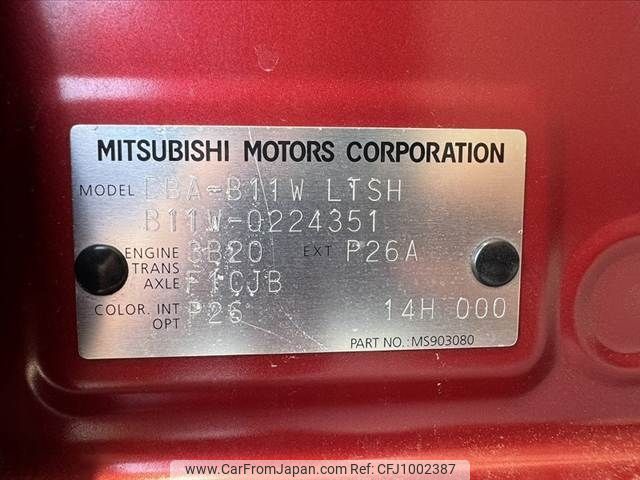 MITSUBISHI MOTORS CORPORATION
MODEL DBA-B11W LTSH
B11W-0224351
ENGINE 3B20 EXT P26A
TRANS AXLE F1CJB
COLOR. INT OPT P26 14H 000
PART NO.:MS903080
www.CarFromJapan.com Ref. CFJ1002387